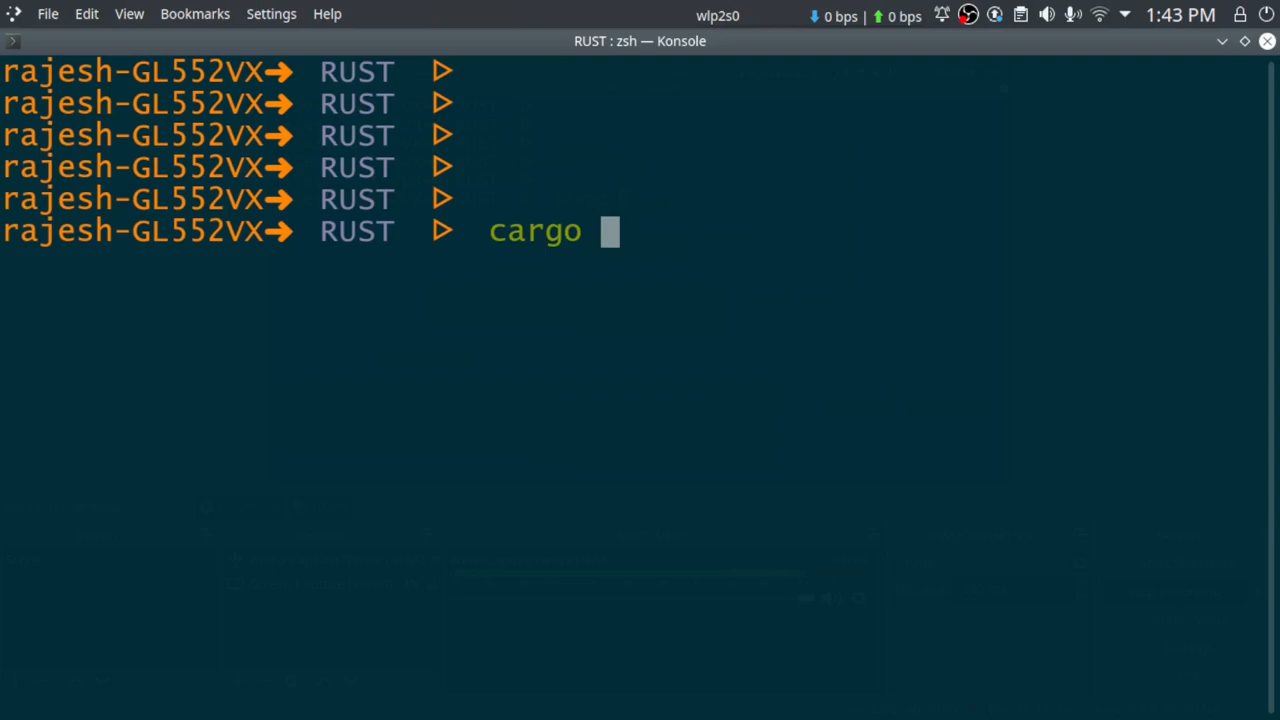 File Edit View Bookmarks Settings Help wlp2s0 0 bps | 0 bps 1:43 PM
RUST : zsh — Konsole
rajesh-GL552VX➜ RUST ▷
rajesh-GL552VX➜ RUST ▷
rajesh-GL552VX➜ RUST ▷
rajesh-GL552VX➜ RUST ▷
rajesh-GL552VX➜ RUST ▷
rajesh-GL552VX➜ RUST ▷ cargo